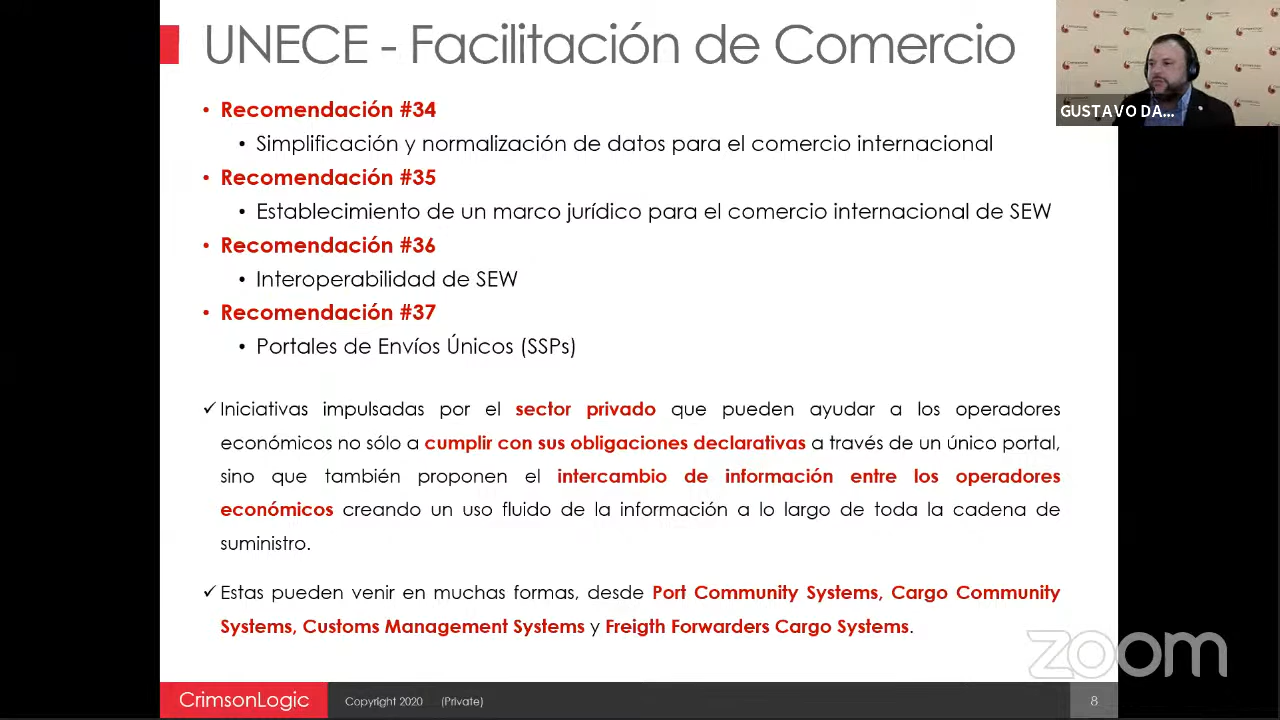 UNECE - Facilitación de Comercio
• Recomendación #34
• Simplificación y normalización de datos para el comercio internacional
• Recomendación #35
• Establecimiento de un marco jurídico para el comercio internacional de SEW
• Recomendación #36
• Interoperabilidad de SEW
• Recomendación #37
• Portales de Envíos Únicos (SSPs)
✓ Iniciativas impulsadas por el sector privado que pueden ayudar a los operadores
económicos no sólo a cumplir con sus obligaciones declarativas a través de un único portal,
sino que también proponen el intercambio de información entre los operadores
económicos creando un uso fluido de la información a lo largo de toda la cadena de
suministro.
✓ Estas pueden venir en muchas formas, desde Port Community Systems, Cargo Community
Systems, Customs Management Systems y Freigth Forwarders Cargo Systems.
CrimsonLogic
Copyright 2020 (Private)
8
GUSTAVO DA...
zoom